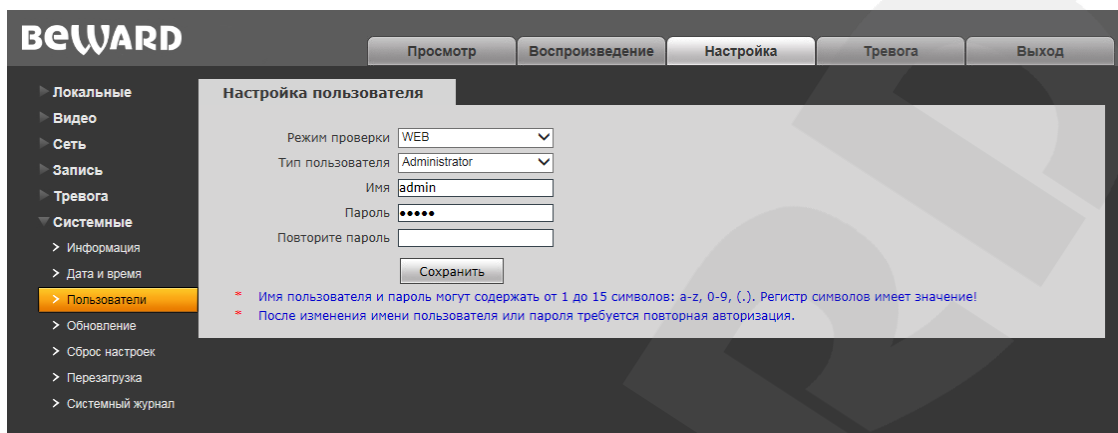 BEWARD
Просмотр Воспроизведение Настройка Тревога Выход
Локальные
Видео
Сеть
Запись
Тревога
Системные
Информация
Дата и время
Пользователи
Обновление
Сброс настроек
Перезагрузка
Системный журнал
Настройка пользователя
Режим проверки WEB
Тип пользователя Administrator
Имя admin
Пароль •••••
Повторите пароль
Сохранить
* Имя пользователя и пароль могут содержать от 1 до 15 символов: a-z, 0-9, (.). Регистр символов имеет значение!
* После изменения имени пользователя или пароля требуется повторная авторизация.